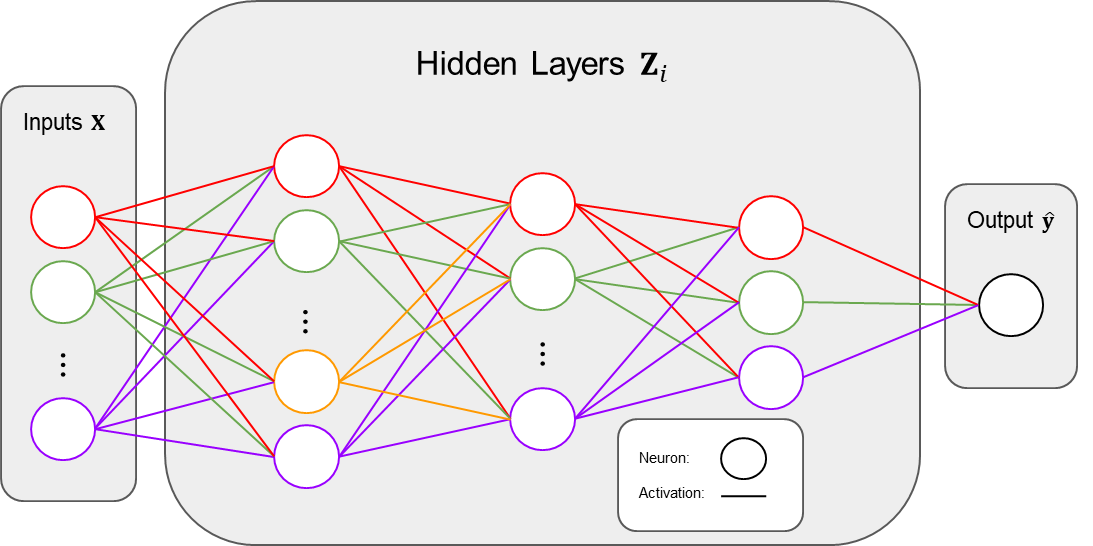 Hidden Layers Zᵢ
Inputs X
Output ŷ
⋮
⋮
⋮
Neuron:
Activation: